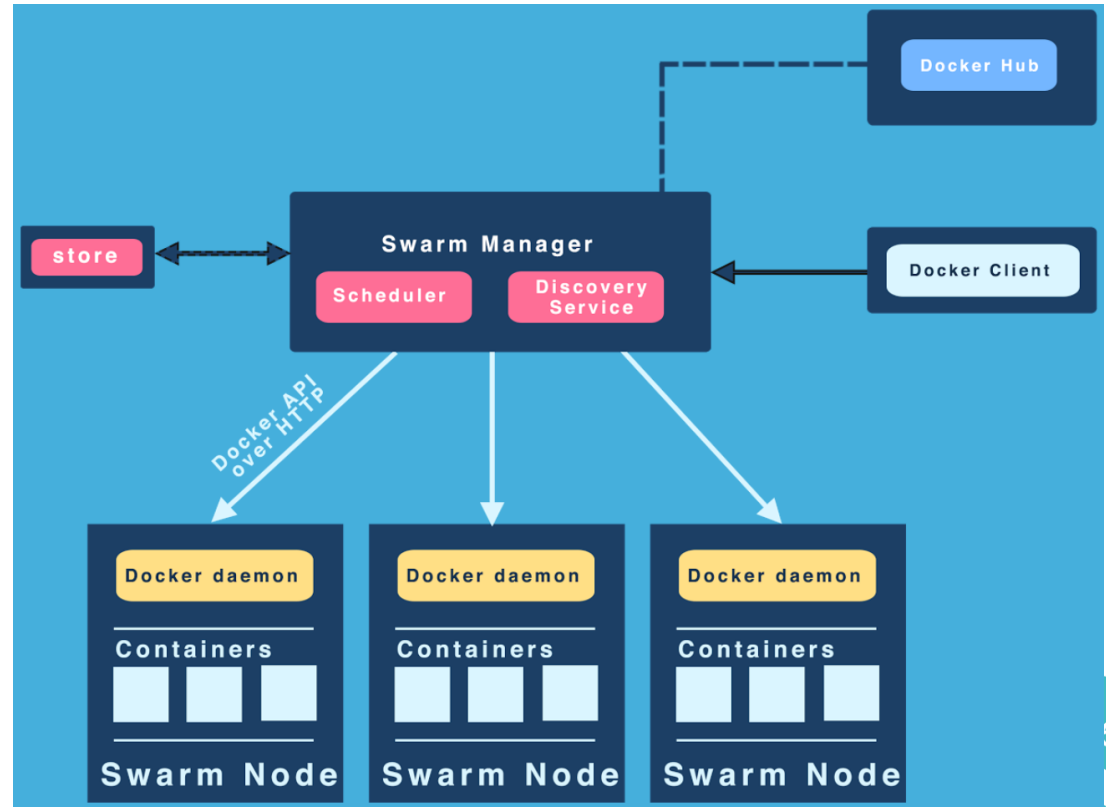 Docker Hub
Swarm Manager
store
Scheduler
Discovery
Service
Docker Client
Docker API
over HTTP
Docker daemon
Containers
Swarm Node
Docker daemon
Containers
Swarm Node
Docker daemon
Containers
Swarm Node